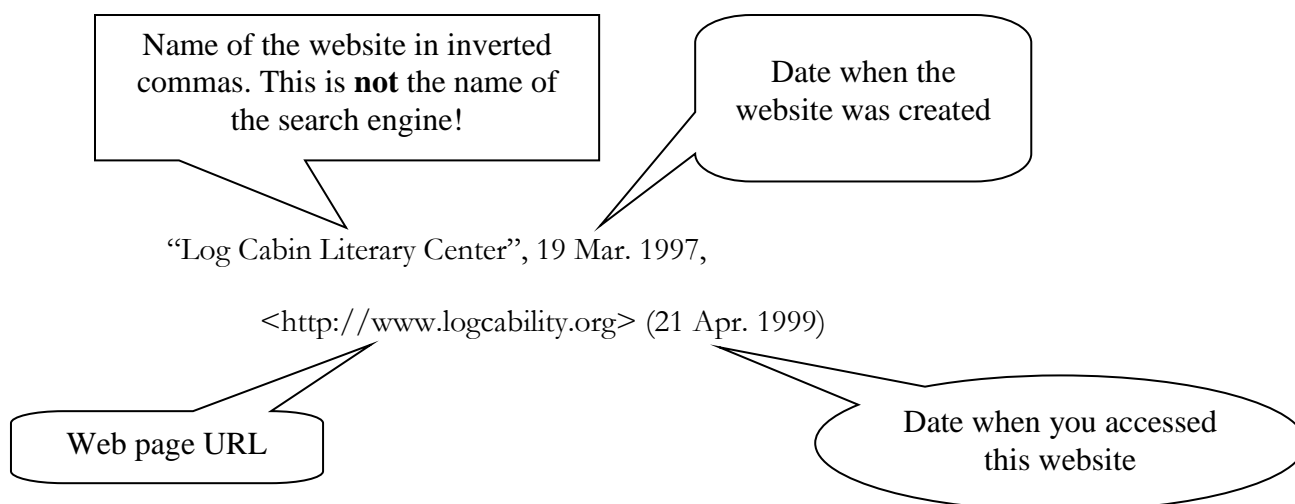 Name of the website in inverted
commas. This is not the name of
the search engine!
Date when the
website was created
“Log Cabin Literary Center”, 19 Mar. 1997,
<http://www.logcability.org> (21 Apr. 1999)
Web page URL
Date when you accessed
this website